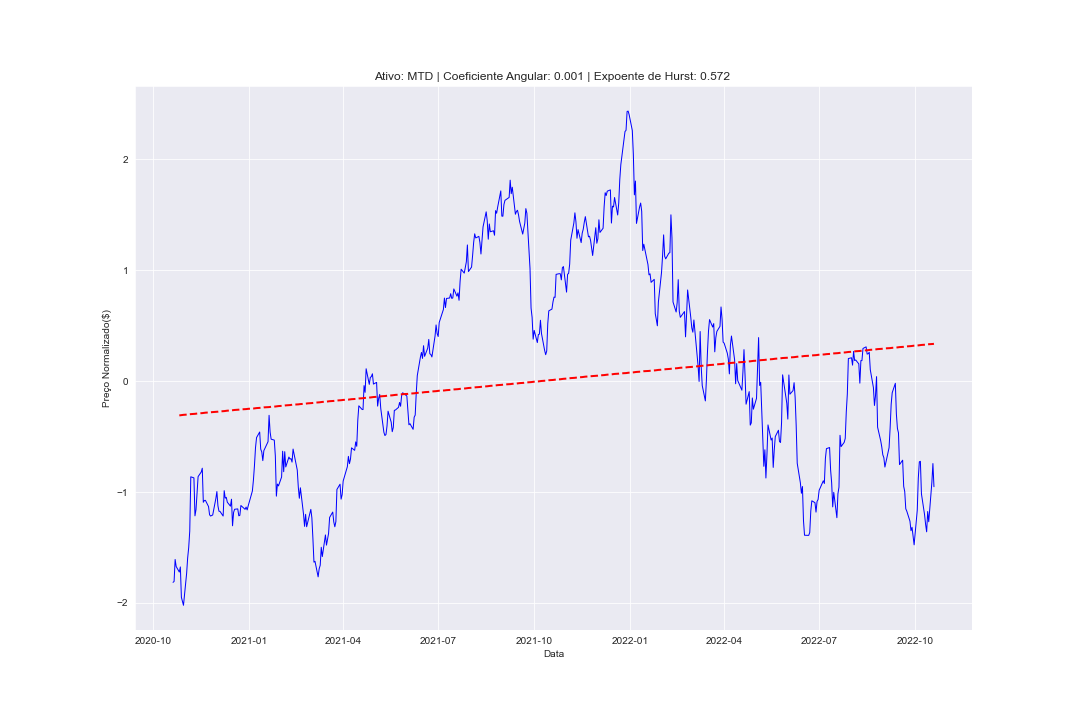 Ativo: MTD | Coeficiente Angular: 0.001 | Expoente de Hurst: 0.572
Preço Normalizado($)
2
1
0
−1
−2
2020-10 2021-01 2021-04 2021-07 2021-10 2022-01 2022-04 2022-07 2022-10
Data